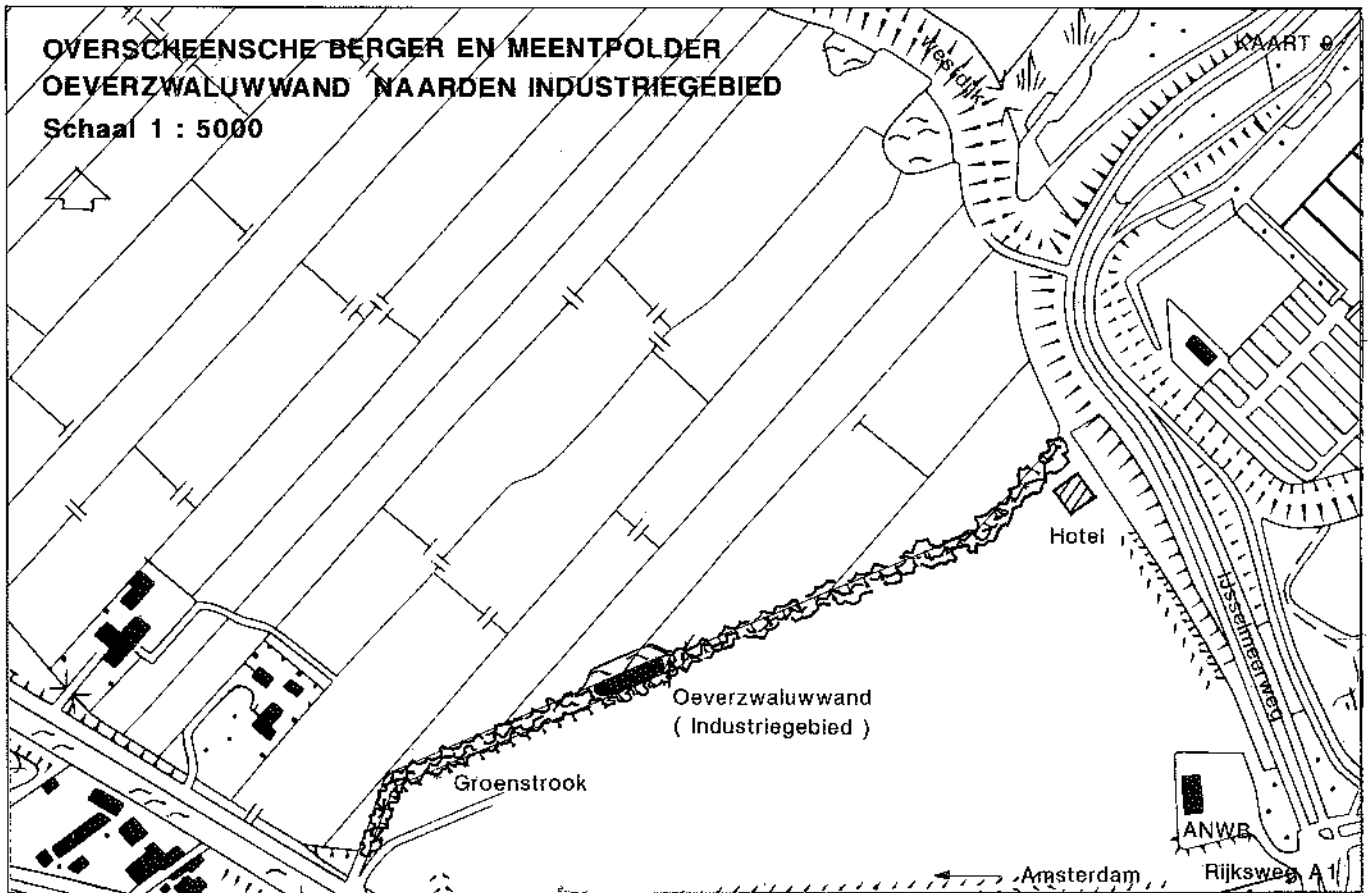 OVERSCHEENSCHE BERGER EN MEENTPOLDER
OEVERZWALUWWAND NAARDEN INDUSTRIEGEBIED
Schaal 1 : 5000
KAART 9
Westdijk
Hotel
IJsselmeerweg
Oeverzwaluwwand
( Industriegebied )
Groenstrook
ANWB
Amsterdam
Rijksweg A1